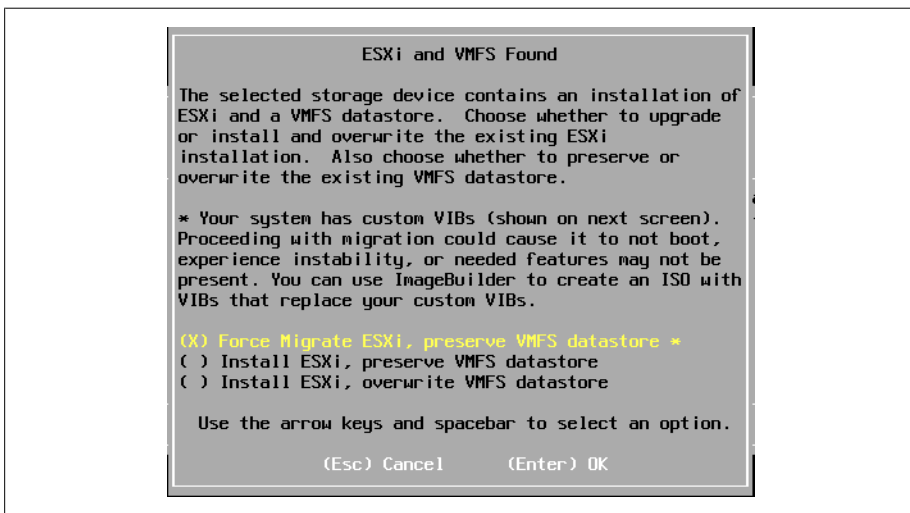 ESXi and VMFS Found
The selected storage device contains an installation of
ESXi and a VMFS datastore.  Choose whether to upgrade
or install and overwrite the existing ESXi
installation.  Also choose whether to preserve or
overwrite the existing VMFS datastore.
* Your system has custom VIBs (shown on next screen).
Proceeding with migration could cause it to not boot,
experience instability, or needed features may not be
present. You can use ImageBuilder to create an ISO with
VIBs that replace your custom VIBs.
(X) Force Migrate ESXi, preserve VMFS datastore *
( ) Install ESXi, preserve VMFS datastore
( ) Install ESXi, overwrite VMFS datastore
Use the arrow keys and spacebar to select an option.
(Esc) Cancel      (Enter) OK